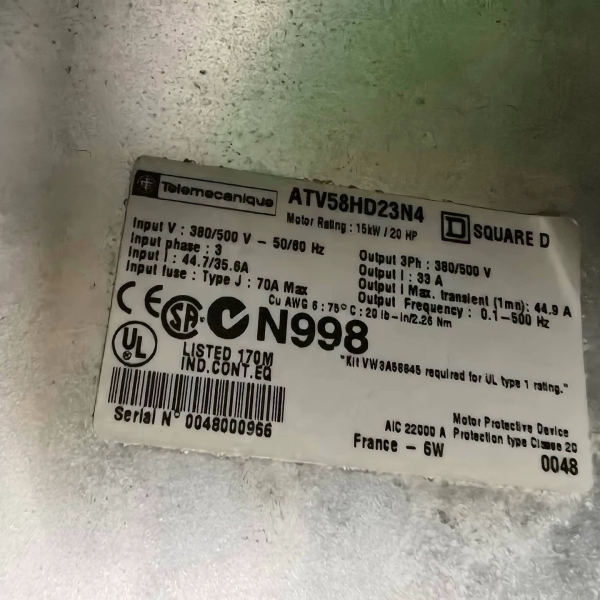 Telemecanique
ATV58HD23N4
Motor Rating : 15kW / 20 HP
SQUARE D
Input V : 380/500 V - 50/60 Hz
Input phase : 3
Input I : 44.7/35.6A
Input fuse : Type J : 70A Max
Output 3Ph : 380/500 V
Output I : 33 A
Output I Max. transient (1mn): 44.9 A
Output Frequency : 0.1-500 Hz
Cu AWG 6 : 75° C : 20 lb-in/2.26 Nm
CE
SA
N998
UL
LISTED 170M
IND.CONT.EQ
"Kit VW3A58845 required for UL type 1 rating."
Serial N° 0048000966
Motor Protective Device
AIC 22000 A Protection type Classe 20
France - 6W
0048